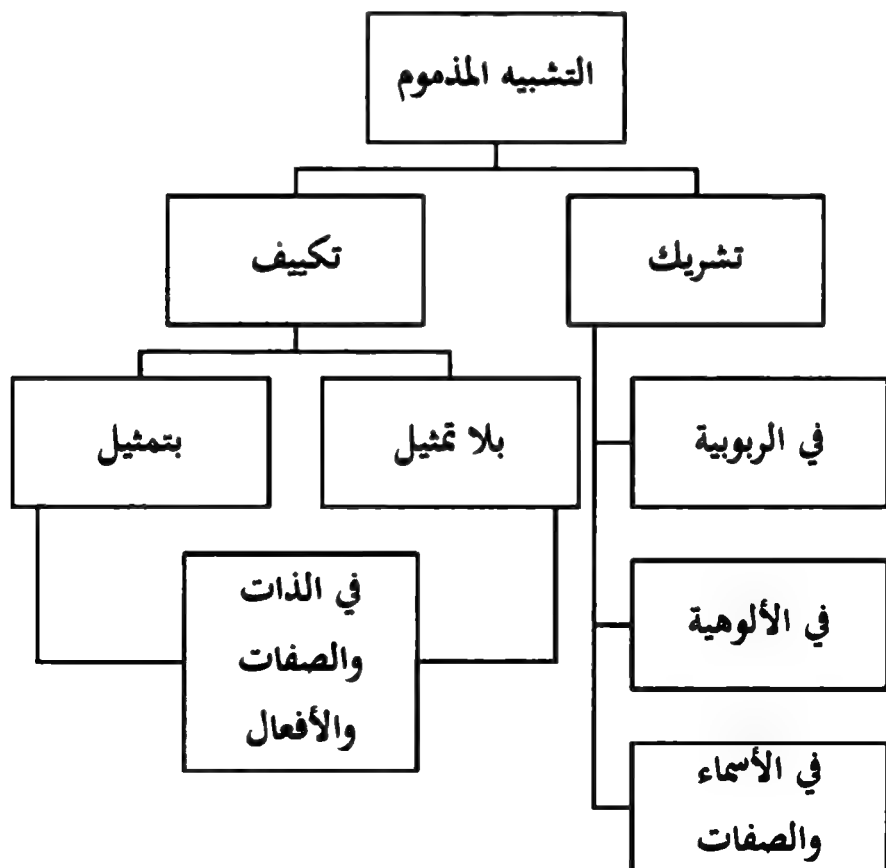 التشبيه المذموم
تشريك
تكييف
في الربوبية
بلا تمثيل
بتمثيل
في الألوهية
في الذات
والصفات
والأفعال
في الأسماء
والصفات